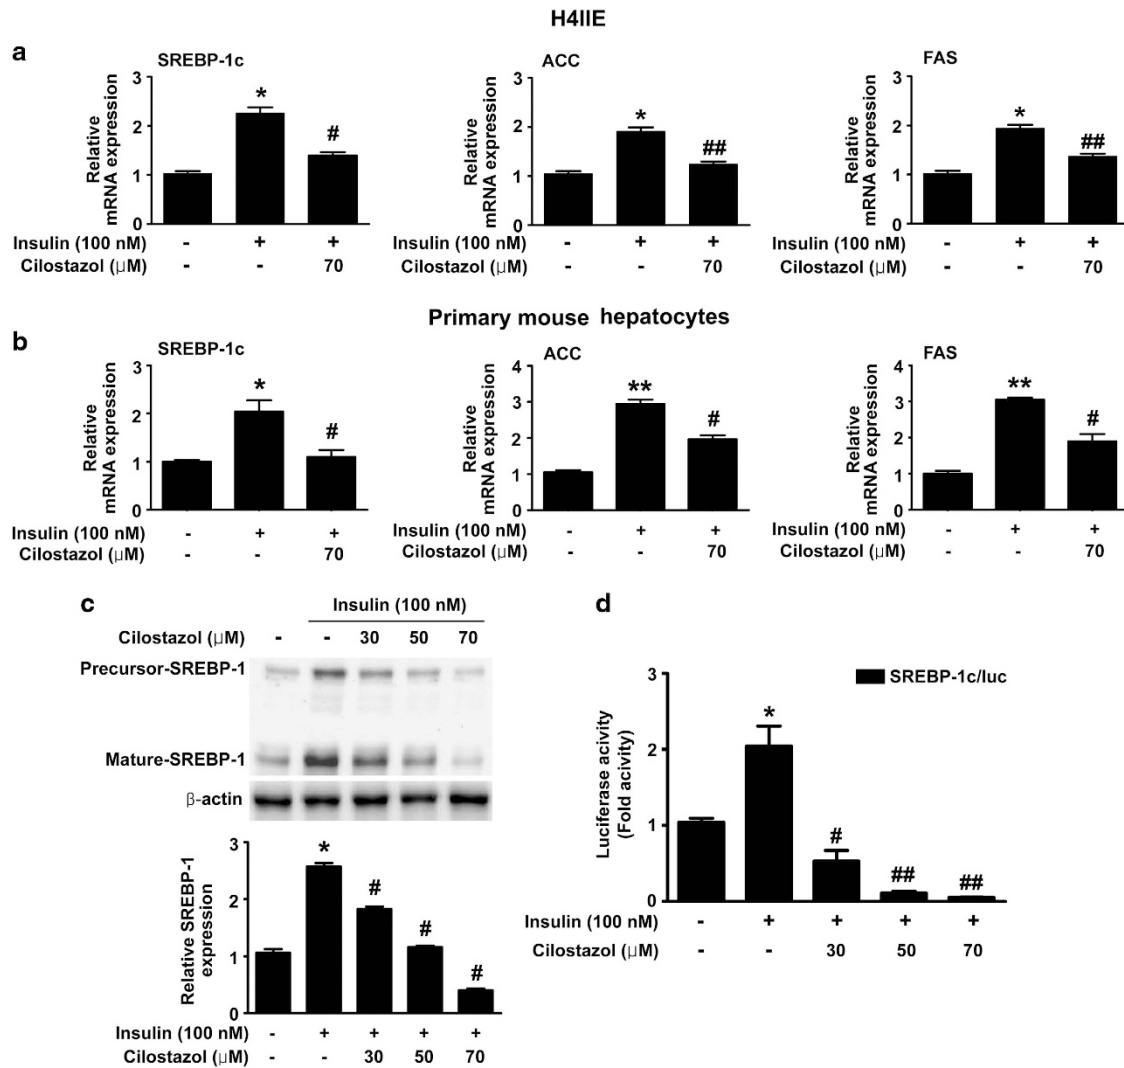 H4IIE
a
SREBP-1c
ACC
FAS
Relative
mRNA expression
3
2
1
0
*
#
Relative
mRNA expression
3
2
1
0
*
##
Relative
mRNA expression
3
2
1
0
*
##
Insulin (100 nM) - + +
Cilostazol (μM) - - 70
Insulin (100 nM) - + +
Cilostazol (μM) - - 70
Insulin (100 nM) - + +
Cilostazol (μM) - - 70
Primary mouse hepatocytes
b
SREBP-1c
ACC
FAS
Relative
mRNA expression
3
2
1
0
*
#
Relative
mRNA expression
4
3
2
1
0
**
#
Relative
mRNA expression
4
3
2
1
0
**
#
Insulin (100 nM) - + +
Cilostazol (μM) - - 70
Insulin (100 nM) - + +
Cilostazol (μM) - - 70
Insulin (100 nM) - + +
Cilostazol (μM) - - 70
c
Insulin (100 nM)
Cilostazol (μM) - - 30 50 70
Precursor-SREBP-1
Mature-SREBP-1
β-actin
Relative SREBP-1
expression
3
2
1
0
*
#
#
#
Insulin (100 nM) - + + + +
Cilostazol (μM) - - 30 50 70
d
SREBP-1c/luc
Luciferase acivity
(Fold acivity)
3
2
1
0
*
#
##
##
Insulin (100 nM) - + + + +
Cilostazol (μM) - - 30 50 70